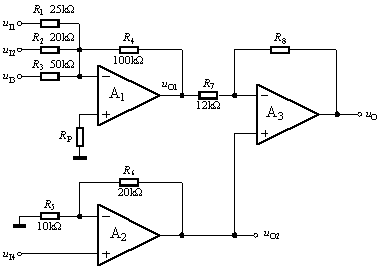 R1 25kΩ
uI1
R2 20kΩ
uI2
R3 50kΩ
uI3
R4
100kΩ
R8
uO1
R7
12kΩ
A1
A3
uO
RP
R6
20kΩ
R5
10kΩ
A2
uO2
uI4